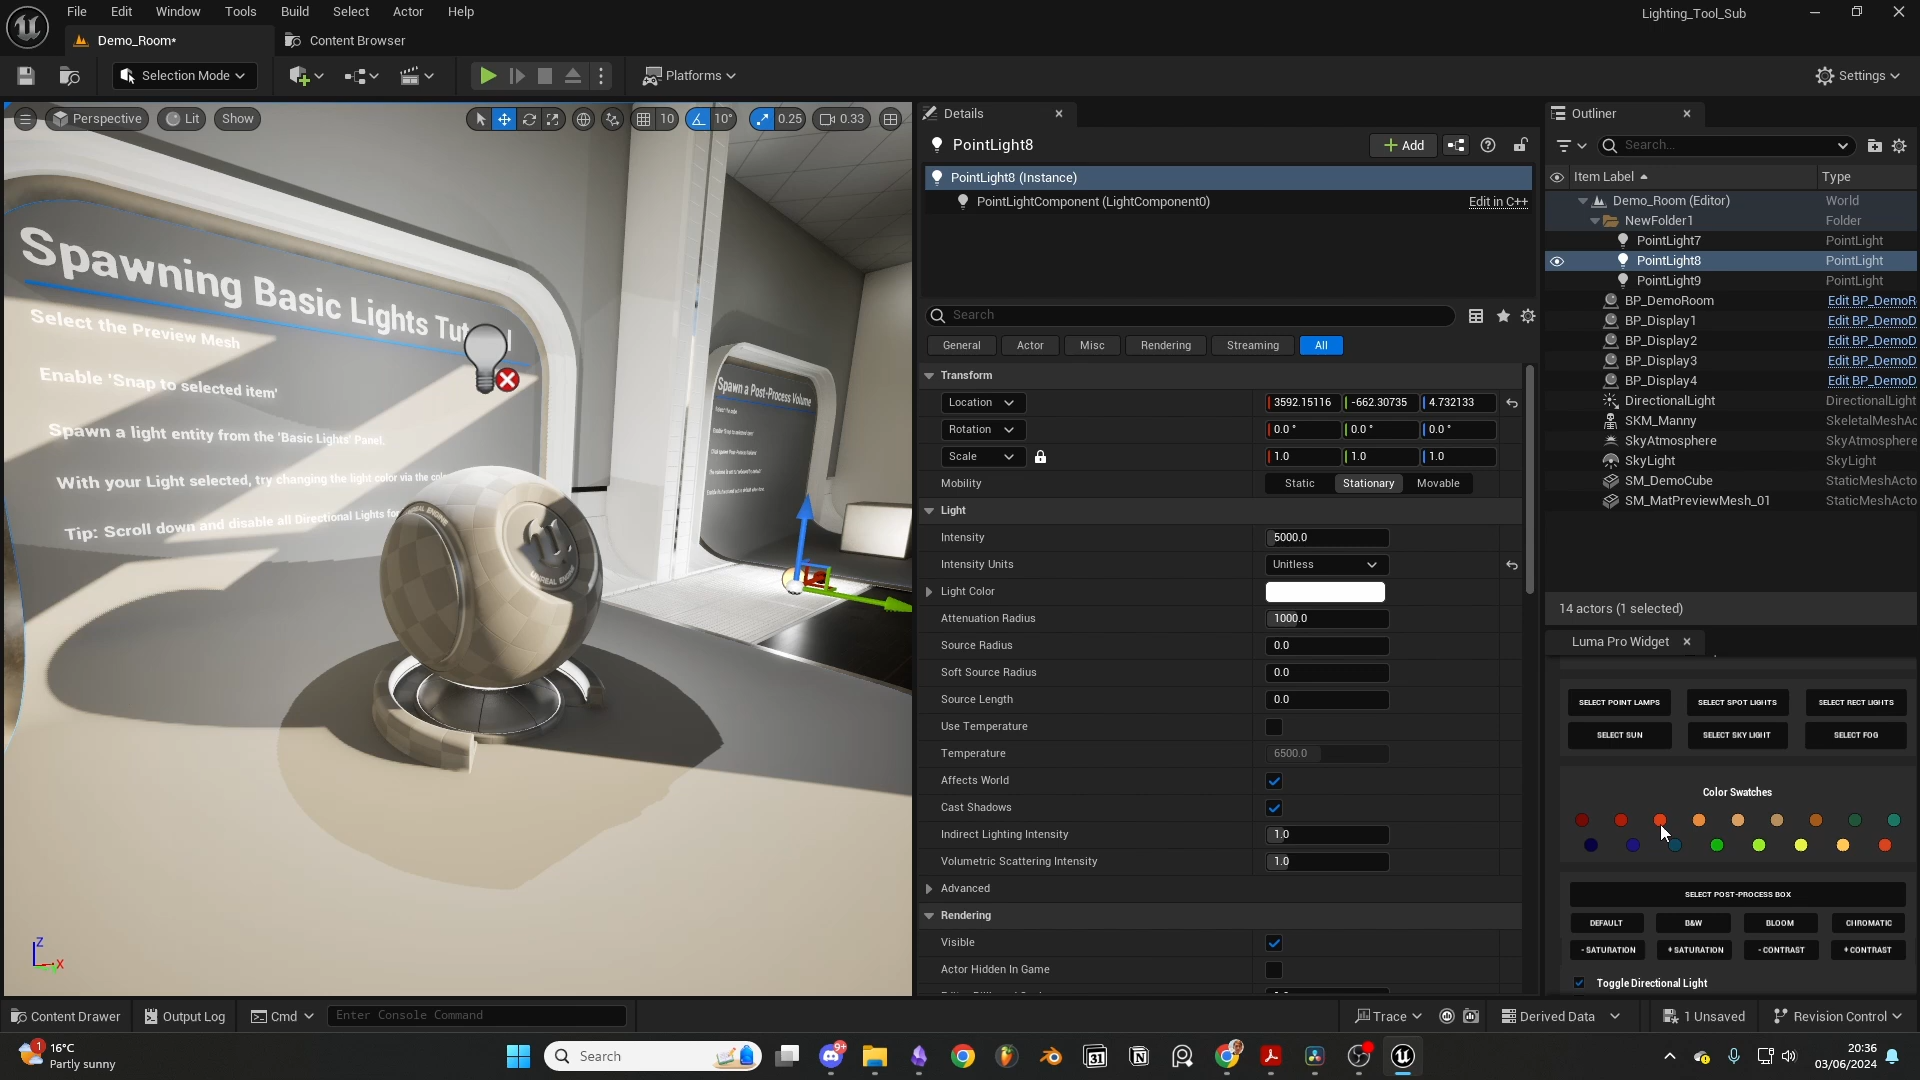 File Edit Window Tools Build Select Actor Help
Lighting_Tool_Sub
Demo_Room*
Content Browser
Selection Mode
Platforms
Settings
Perspective
Lit
Show
10
10°
0.25
0.33
Spawning Basic Lights
Select the Preview Mesh
Enable 'Snap to selected item'
Spawn a light entity from the 'Basic Lights' Panel.
With your Light selected, try changing the light color via the
Tip: Scroll down and disable all Directional Lights for
Spawn a Post-Process Volume
UNREAL ENGINE
Z
X
Details
PointLight8
Add
PointLight8 (Instance)
PointLightComponent (LightComponent0)
Edit in C++
Search
General
Actor
Misc
Rendering
Streaming
All
Transform
Location
3592.15116
-662.30735
4.732133
Rotation
0.0 °
0.0 °
0.0 °
Scale
1.0
1.0
1.0
Mobility
Static
Stationary
Movable
Light
Intensity
5000.0
Intensity Units
Unitless
Light Color
Attenuation Radius
1000.0
Source Radius
0.0
Soft Source Radius
0.0
Source Length
0.0
Use Temperature
Temperature
6500.0
Affects World
Cast Shadows
Indirect Lighting Intensity
1.0
Volumetric Scattering Intensity
1.0
Advanced
Rendering
Visible
Actor Hidden In Game
Outliner
Search...
Item Label
Type
Demo_Room (Editor)
World
NewFolder1
Folder
PointLight7
PointLight
PointLight8
PointLight
PointLight9
PointLight
BP_DemoRoom
Edit BP_DemoR
BP_Display1
Edit BP_DemoD
BP_Display2
Edit BP_DemoD
BP_Display3
Edit BP_DemoD
BP_Display4
Edit BP_DemoD
DirectionalLight
DirectionalLight
SKM_Manny
SkeletalMeshAc
SkyAtmosphere
SkyAtmosphere
SkyLight
SkyLight
SM_DemoCube
StaticMeshActo
SM_MatPreviewMesh_01
StaticMeshActo
14 actors (1 selected)
Luma Pro Widget
SELECT POINT LAMPS
SELECT SPOT LIGHTS
SELECT RECT LIGHTS
SELECT SUN
SELECT SKY LIGHT
SELECT FOG
Color Swatches
SELECT POST-PROCESS BOX
DEFAULT
B&W
BLOOM
CHROMATIC
- SATURATION
+ SATURATION
- CONTRAST
+ CONTRAST
Toggle Directional Light
Content Drawer
Output Log
Cmd
Enter Console Command
Trace
Derived Data
1 Unsaved
Revision Control
1
16°C
Partly sunny
Search
9+
31
20:36
03/06/2024